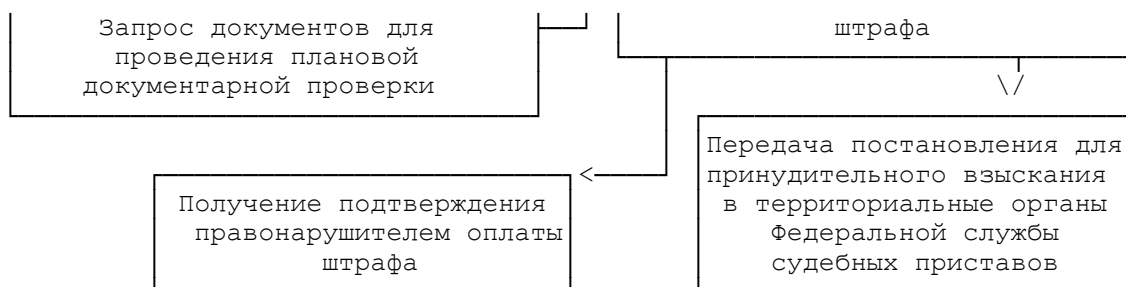 Запрос документов для
проведения плановой
документарной проверки
штрафа
\/
Передача постановления для
принудительного взыскания
в территориальные органы
Федеральной службы
судебных приставов
<
Получение подтверждения
правонарушителем оплаты
штрафа